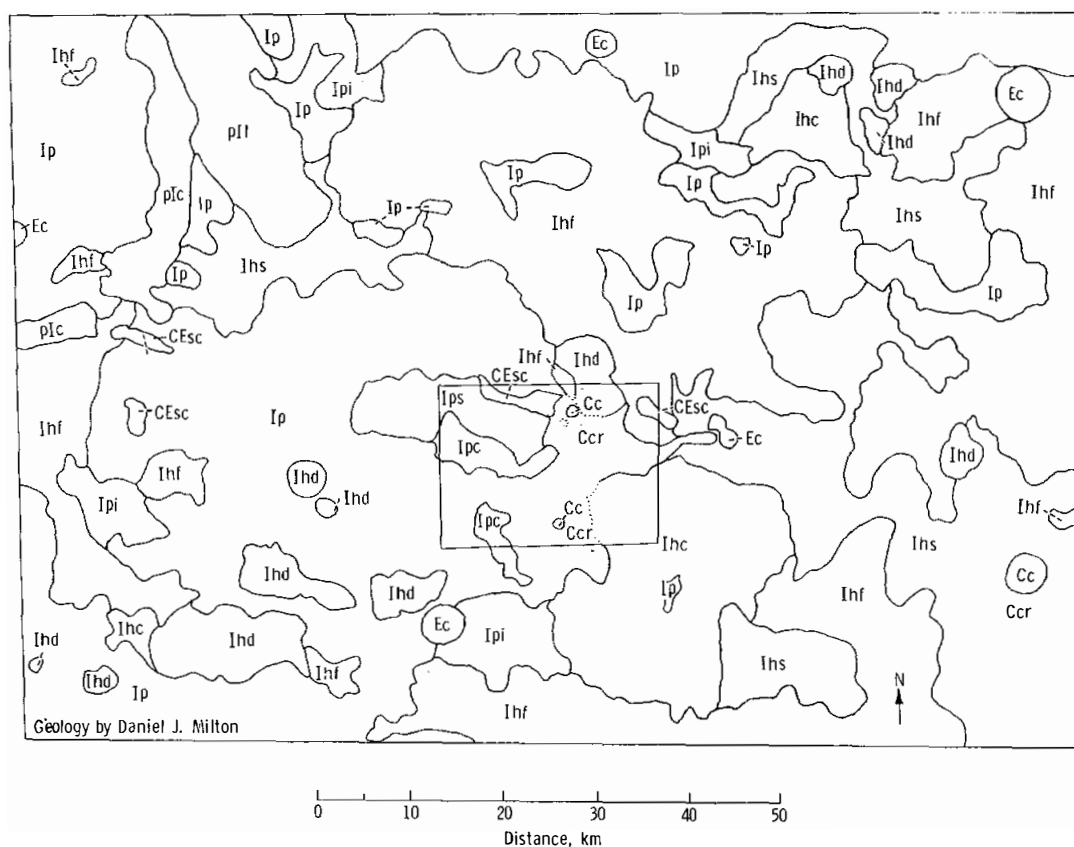 Ip
Ec
Ihf
Ip
Ihs
Ihd
Ihd
Ipi
Ip
Ec
Ihf
pIt
Ihc
Ip
Ihd
Ipi
Ip
Ip
pIc
Ip
Ip
Ihf
Ec
Ihf
Ihs
Ip
Ihf
Ihs
Ip
Ip
Ip
pIc
CEsc
Ihf
Ihd
CEsc
Ips
Cc
CEsc
CEsc
Ip
Ihf
Ccr
Ec
Ipc
Ihd
Ihf
Ihd
Ihd
Ipi
Ihf
Cc
Ipc
Ccr
Ihc
Ihs
Ihd
Cc
Ihd
Ip
Ihf
Ccr
Ec
Ipi
Ihc
Ihd
Ihd
Ihs
Ihf
Ihd
Ip
N
Ihf
Geology by Daniel J. Milton
0 10 20 30 40 50
Distance, km